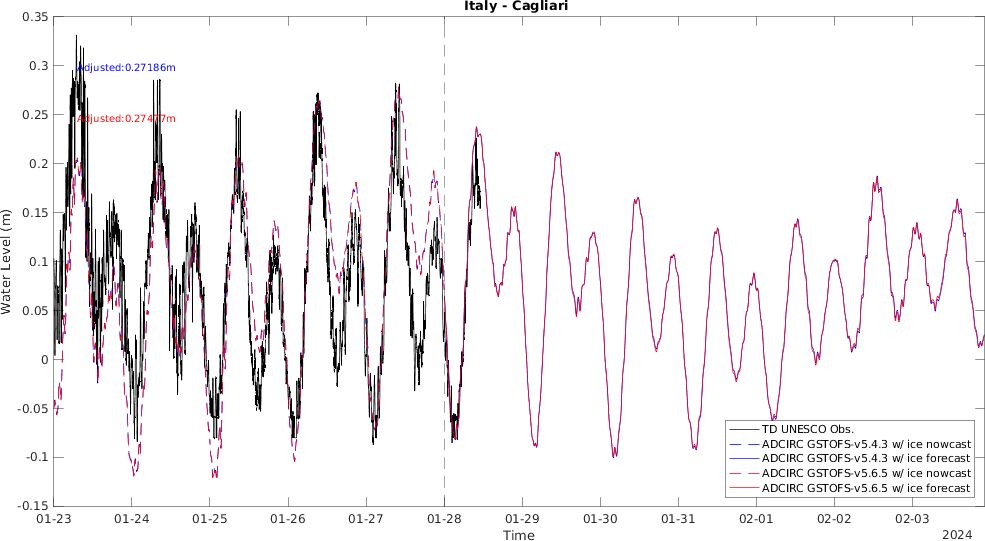 Italy - Cagliari
0.35
0.3
0.25
0.2
0.15
0.1
0.05
0
-0.05
-0.1
-0.15
Water Level (m)
Adjusted:0.27186m
Adjusted:0.27477m
TD UNESCO Obs.
ADCIRC GSTOFS-v5.4.3 w/ ice nowcast
ADCIRC GSTOFS-v5.4.3 w/ ice forecast
ADCIRC GSTOFS-v5.6.5 w/ ice nowcast
ADCIRC GSTOFS-v5.6.5 w/ ice forecast
01-23 01-24 01-25 01-26 01-27 01-28 01-29 01-30 01-31 02-01 02-02 02-03
Time
2024